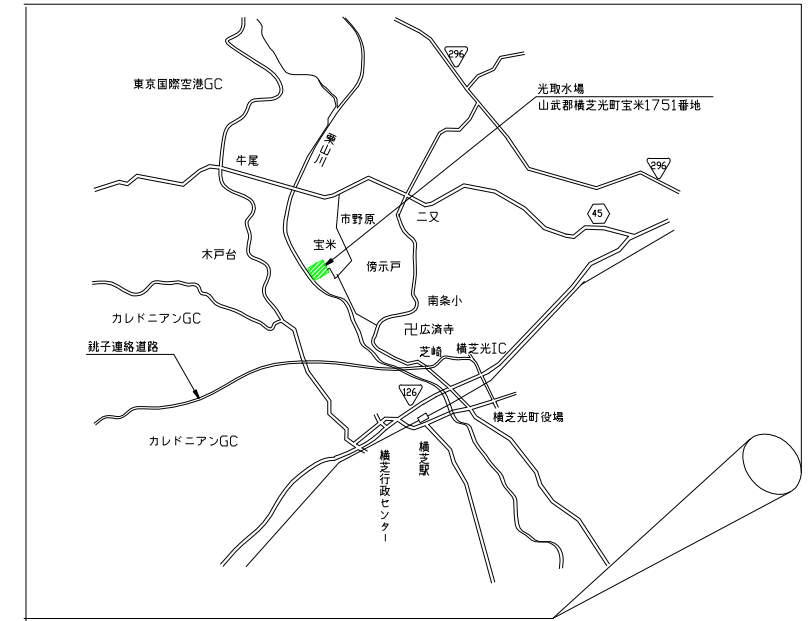 296
東京国際空港GC
光取水場
山武郡横芝光町宝米1751番地
栗山川
牛尾
296
市野原
二又
45
宝米
木戸台
傍示戸
南条小
カレドニアンGC
卍広済寺
銚子連絡道路
芝崎
横芝光IC
126
横芝光町役場
カレドニアンGC
横芝行政センター
横芝駅